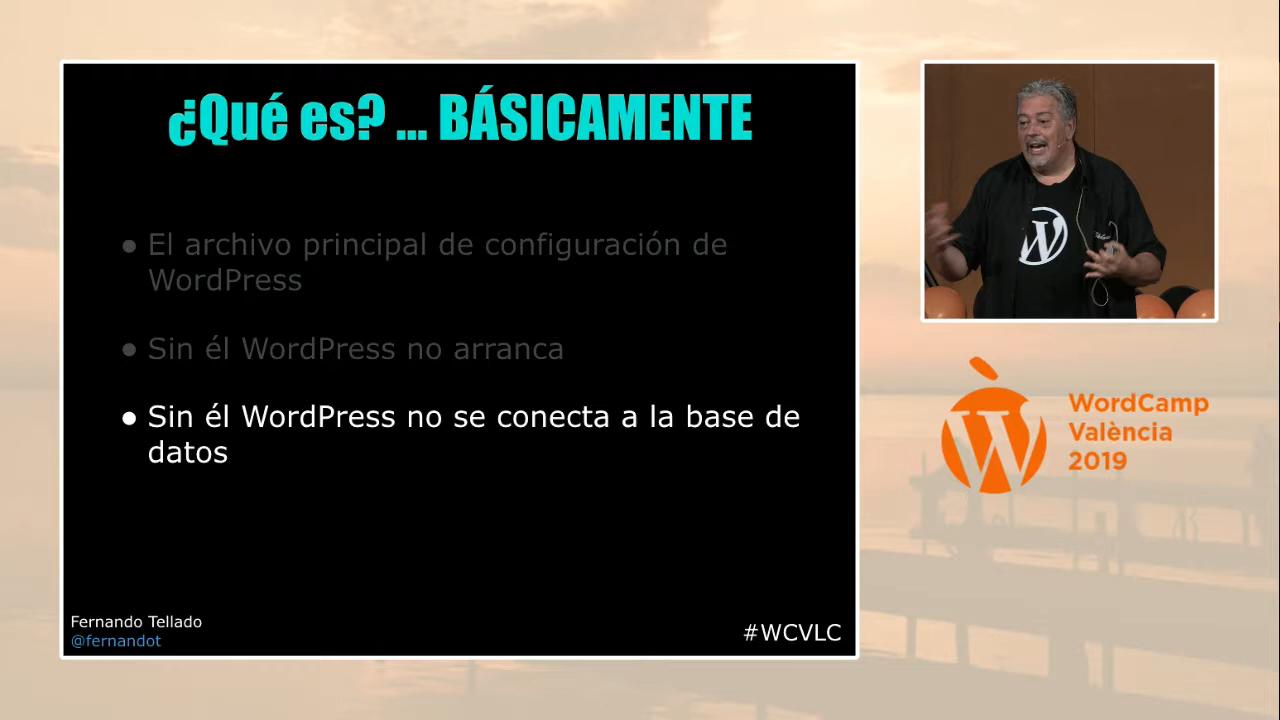 ¿Qué es? ... BÁSICAMENTE
● El archivo principal de configuración de
WordPress
● Sin él WordPress no arranca
● Sin él WordPress no se conecta a la base de
datos
Fernando Tellado
@fernandot
#WCVLC
WordCamp
València
2019